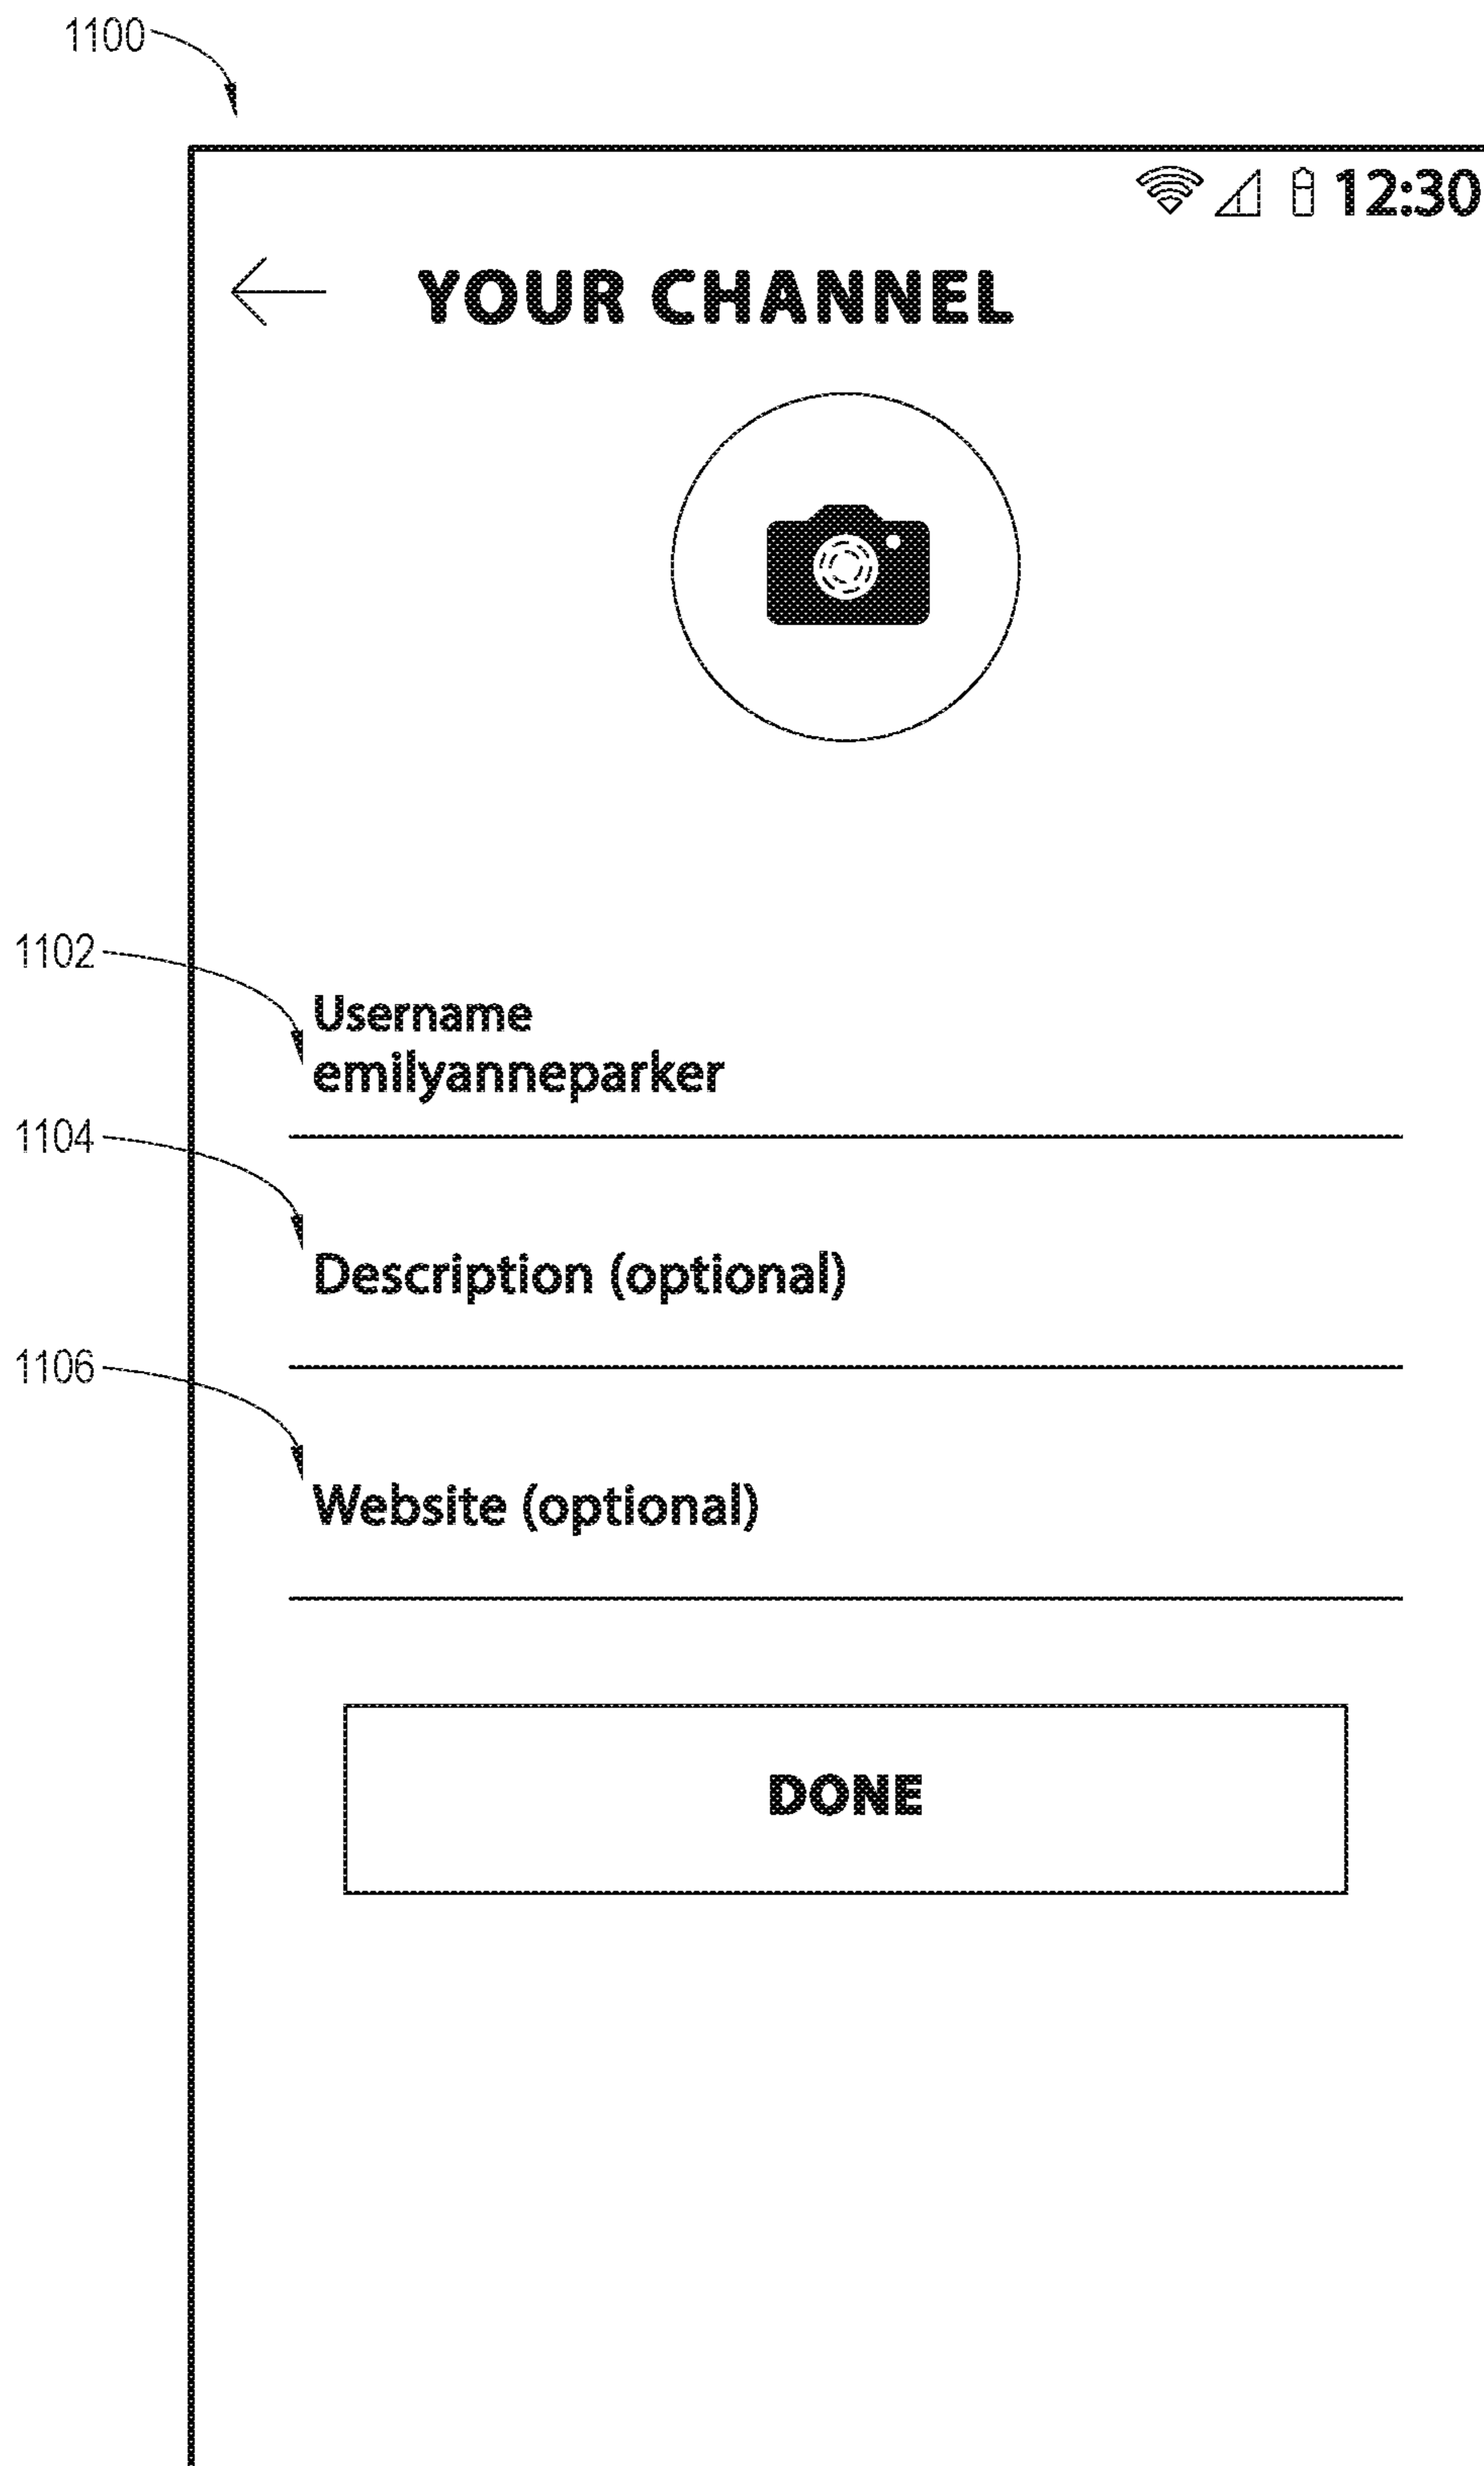 1100
12:30
YOUR CHANNEL
1102
Username
emilyanneparker
1104
Description (optional)
1106
Website (optional)
DONE